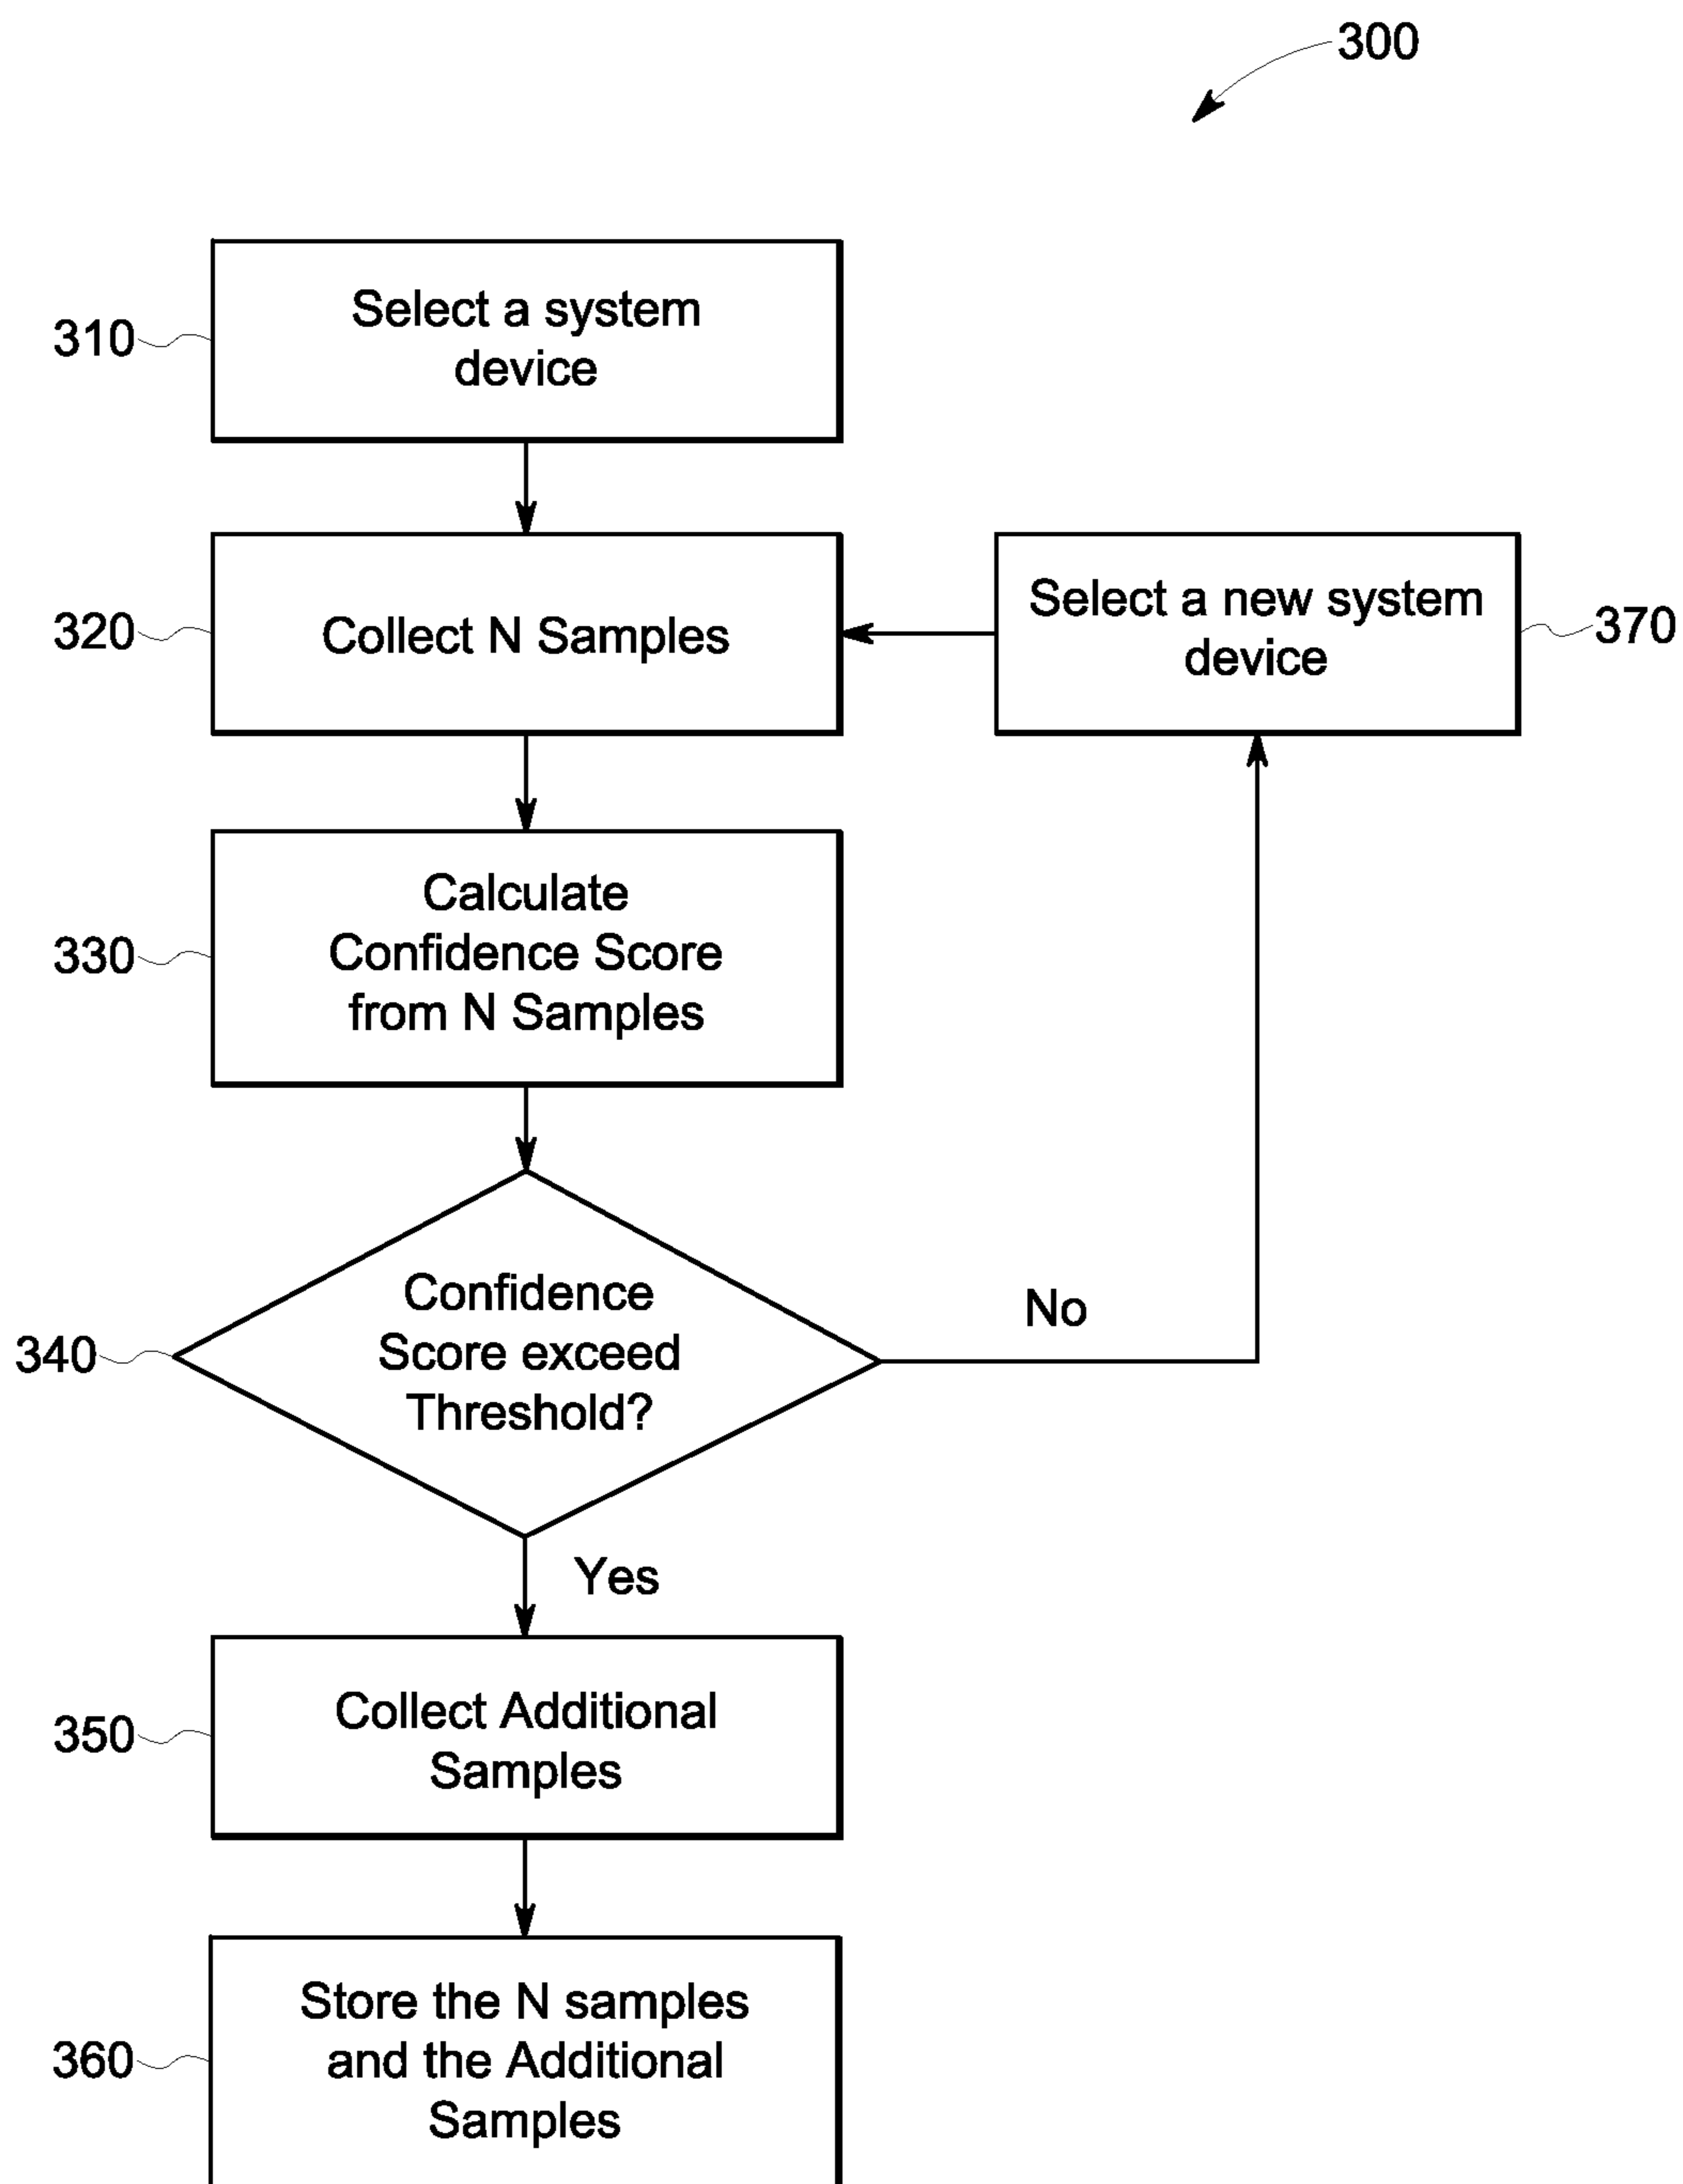 300
310
Select a system
device
320
Collect N Samples
Select a new system
device
370
330
Calculate
Confidence Score
from N Samples
340
Confidence
Score exceed
Threshold?
No
Yes
350
Collect Additional
Samples
360
Store the N samples
and the Additional
Samples